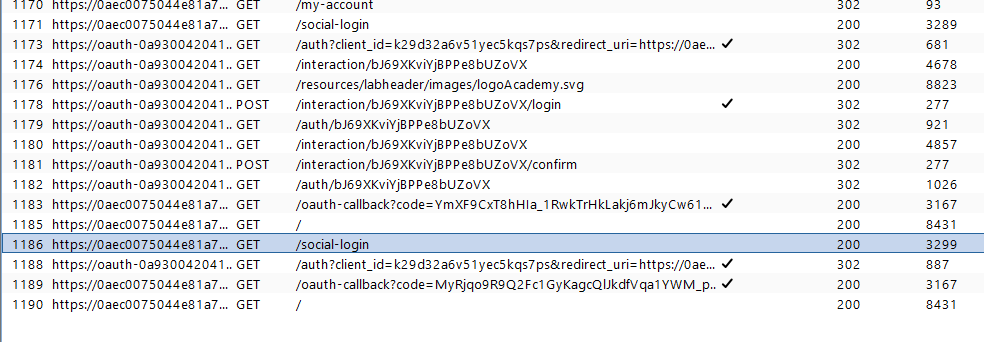 1170 https://0aec0075044e81a7... GET /my-account 302 93
1171 https://0aec0075044e81a7... GET /social-login 200 3289
1173 https://oauth-0a930042041.. GET /auth?client_id=k29d32a6v51yec5kqs7ps&redirect_uri=https://0ae... ✓ 302 681
1174 https://oauth-0a930042041.. GET /interaction/bJ69XKviYjBPPe8bUZoVX 200 4678
1176 https://oauth-0a930042041.. GET /resources/labheader/images/logoAcademy.svg 200 8823
1178 https://oauth-0a930042041.. POST /interaction/bJ69XKviYjBPPe8bUZoVX/login ✓ 302 277
1179 https://oauth-0a930042041.. GET /auth/bJ69XKviYjBPPe8bUZoVX 302 921
1180 https://oauth-0a930042041.. GET /interaction/bJ69XKviYjBPPe8bUZoVX 200 4857
1181 https://oauth-0a930042041.. POST /interaction/bJ69XKviYjBPPe8bUZoVX/confirm 302 277
1182 https://oauth-0a930042041.. GET /auth/bJ69XKviYjBPPe8bUZoVX 302 1026
1183 https://0aec0075044e81a7... GET /oauth-callback?code=YmXF9CxT8hHIa_1RwkTrHkLakj6mJkyCw61... ✓ 200 3167
1185 https://0aec0075044e81a7... GET / 200 8431
1186 https://0aec0075044e81a7... GET /social-login 200 3299
1188 https://oauth-0a930042041.. GET /auth?client_id=k29d32a6v51yec5kqs7ps&redirect_uri=https://0ae... ✓ 302 887
1189 https://0aec0075044e81a7... GET /oauth-callback?code=MyRjqo9R9Q2Fc1GyKagcQlJkdfVqa1YWM_p.. ✓ 200 3167
1190 https://0aec0075044e81a7... GET / 200 8431